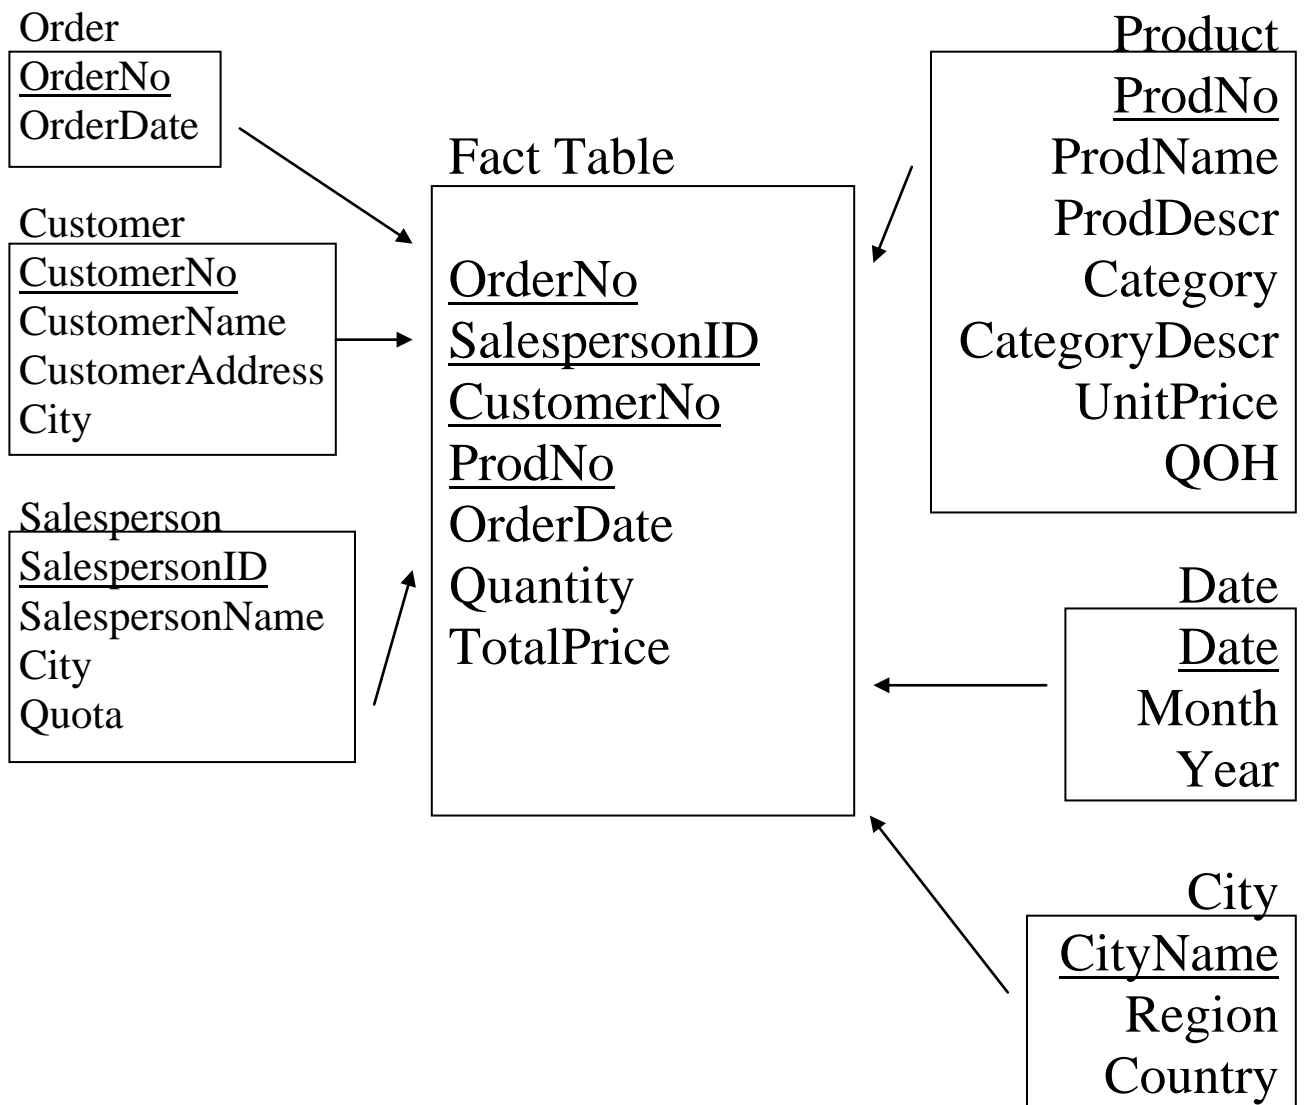 Order
OrderNo
OrderDate
Customer
CustomerNo
CustomerName
CustomerAddress
City
Salesperson
SalespersonID
SalespersonName
City
Quota
Fact Table
OrderNo
SalespersonID
CustomerNo
ProdNo
OrderDate
Quantity
TotalPrice
Product
ProdNo
ProdName
ProdDescr
Category
CategoryDescr
UnitPrice
QOH
Date
Date
Month
Year
City
CityName
Region
Country